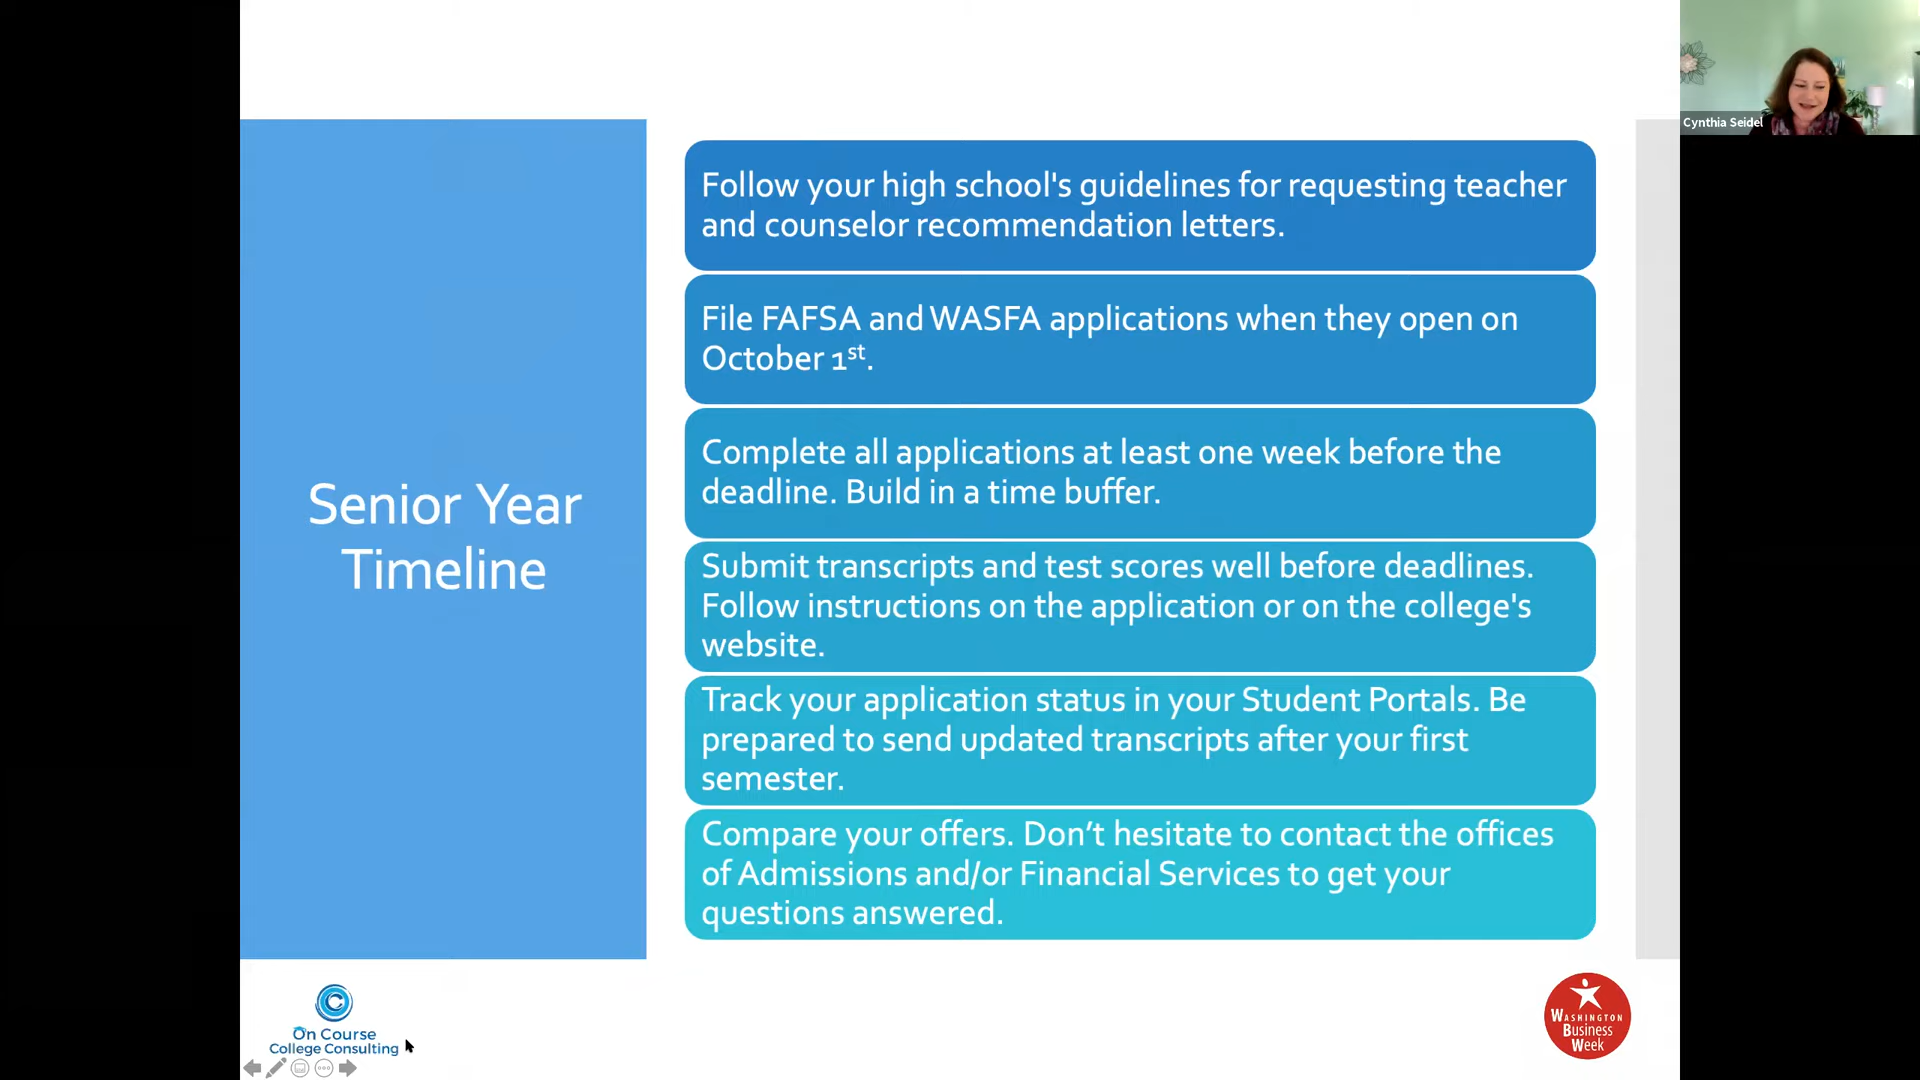 Cynthia Seidel
Senior Year
Timeline
Follow your high school's guidelines for requesting teacher
and counselor recommendation letters.
File FAFSA and WASFA applications when they open on
October 1st.
Complete all applications at least one week before the
deadline. Build in a time buffer.
Submit transcripts and test scores well before deadlines.
Follow instructions on the application or on the college's
website.
Track your application status in your Student Portals. Be
prepared to send updated transcripts after your first
semester.
Compare your offers. Don’t hesitate to contact the offices
of Admissions and/or Financial Services to get your
questions answered.
C
On Course
College Consulting
WASHINGTON
Business
Week